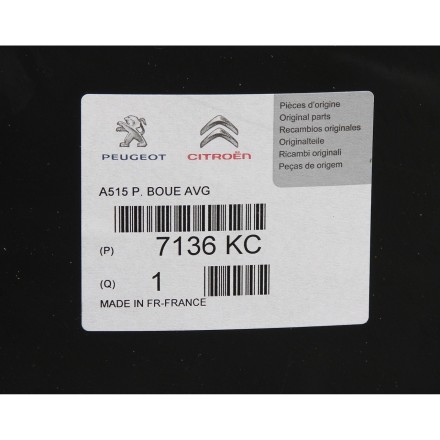 PEUGEOT
CITROËN
Pièces d'origine
Original parts
Recambios originales
Originalteile
Ricambi originali
Peças de origem
A515 P. BOUE AVG
(P) 7136 KC
(Q) 1
MADE IN FR-FRANCE